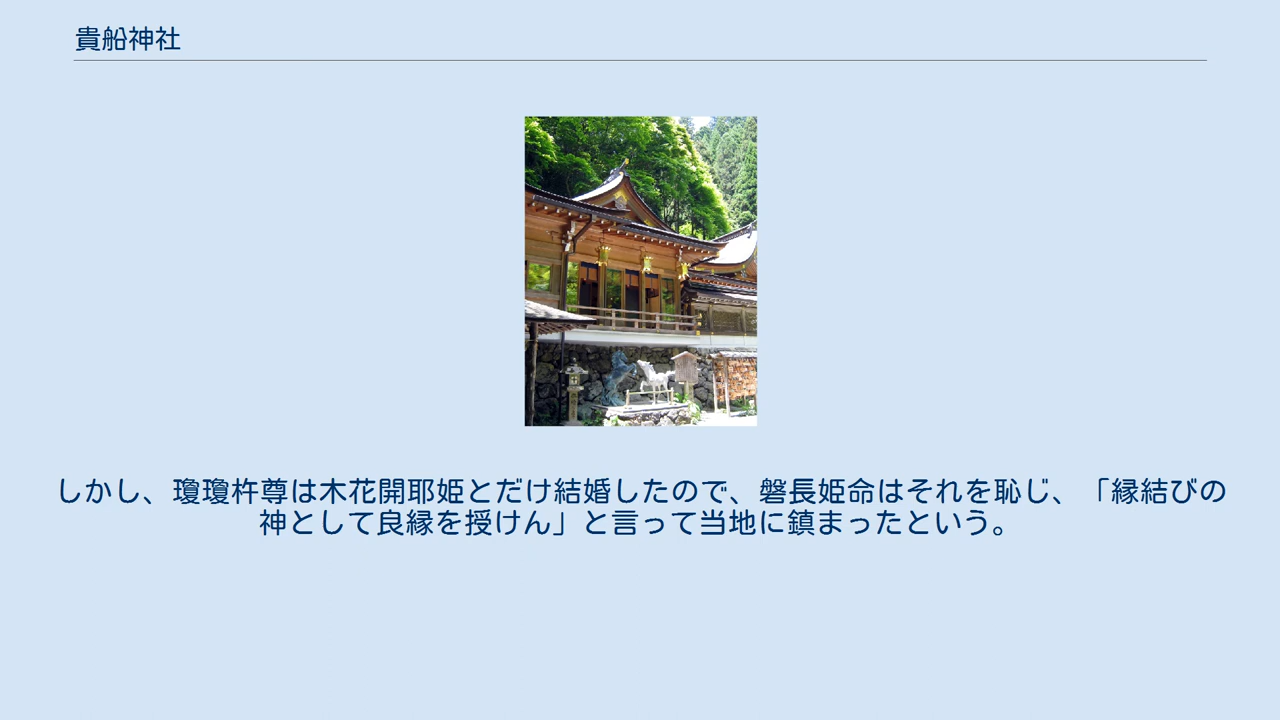 貴船神社
しかし、瓊瓊杵尊は木花開耶姫とだけ結婚したので、磐長姫命はそれを恥じ、「縁結びの
神として良縁を授けん」と言って当地に鎮まったという。